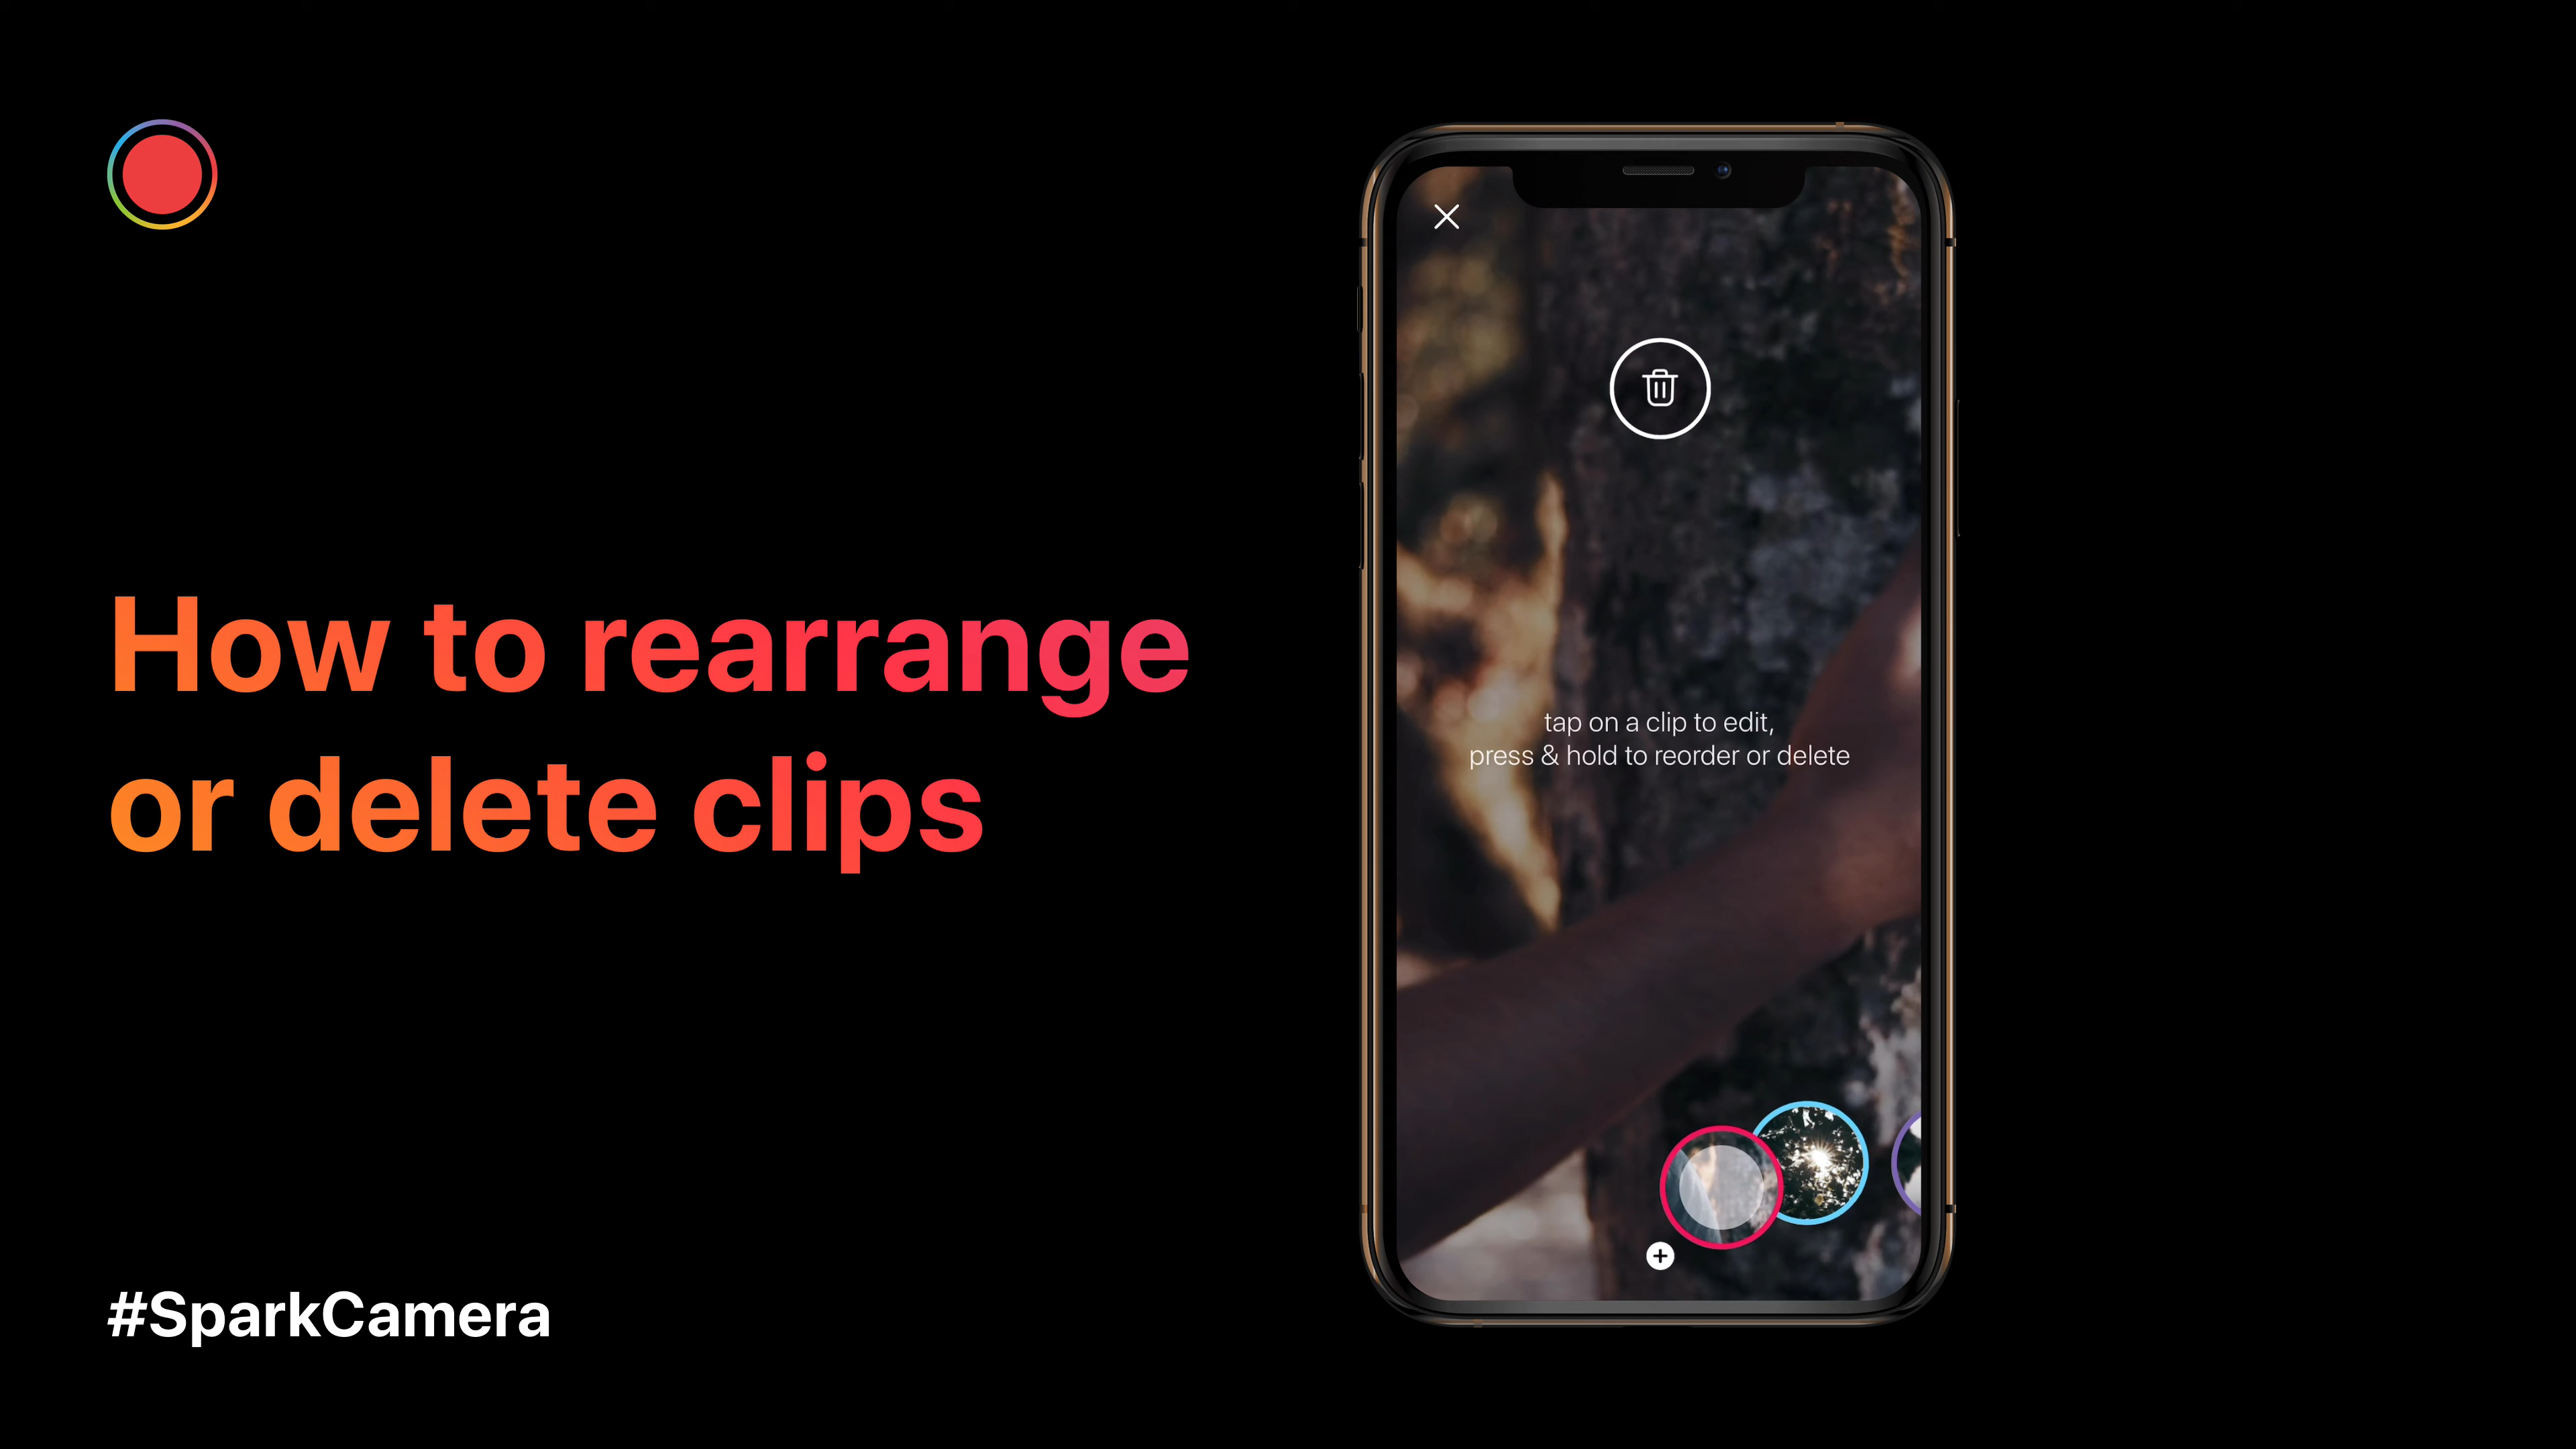 How to rearrange
or delete clips
#SparkCamera
tap on a clip to edit,
press & hold to reorder or delete